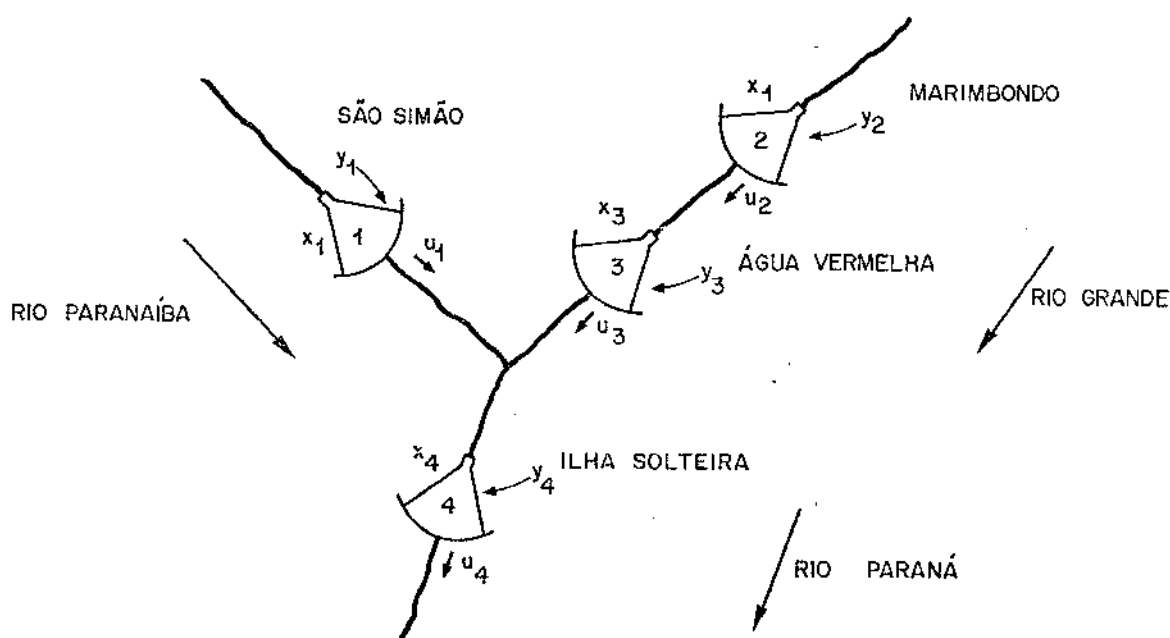 x1
MARIMBONDO
SÃO SIMÃO
y2
2
y1
u2
x3
x1
1
u1
3
ÁGUA VERMELHA
y3
RIO GRANDE
RIO PARANAÍBA
u3
x4
ILHA SOLTEIRA
y4
4
u4
RIO PARANÁ